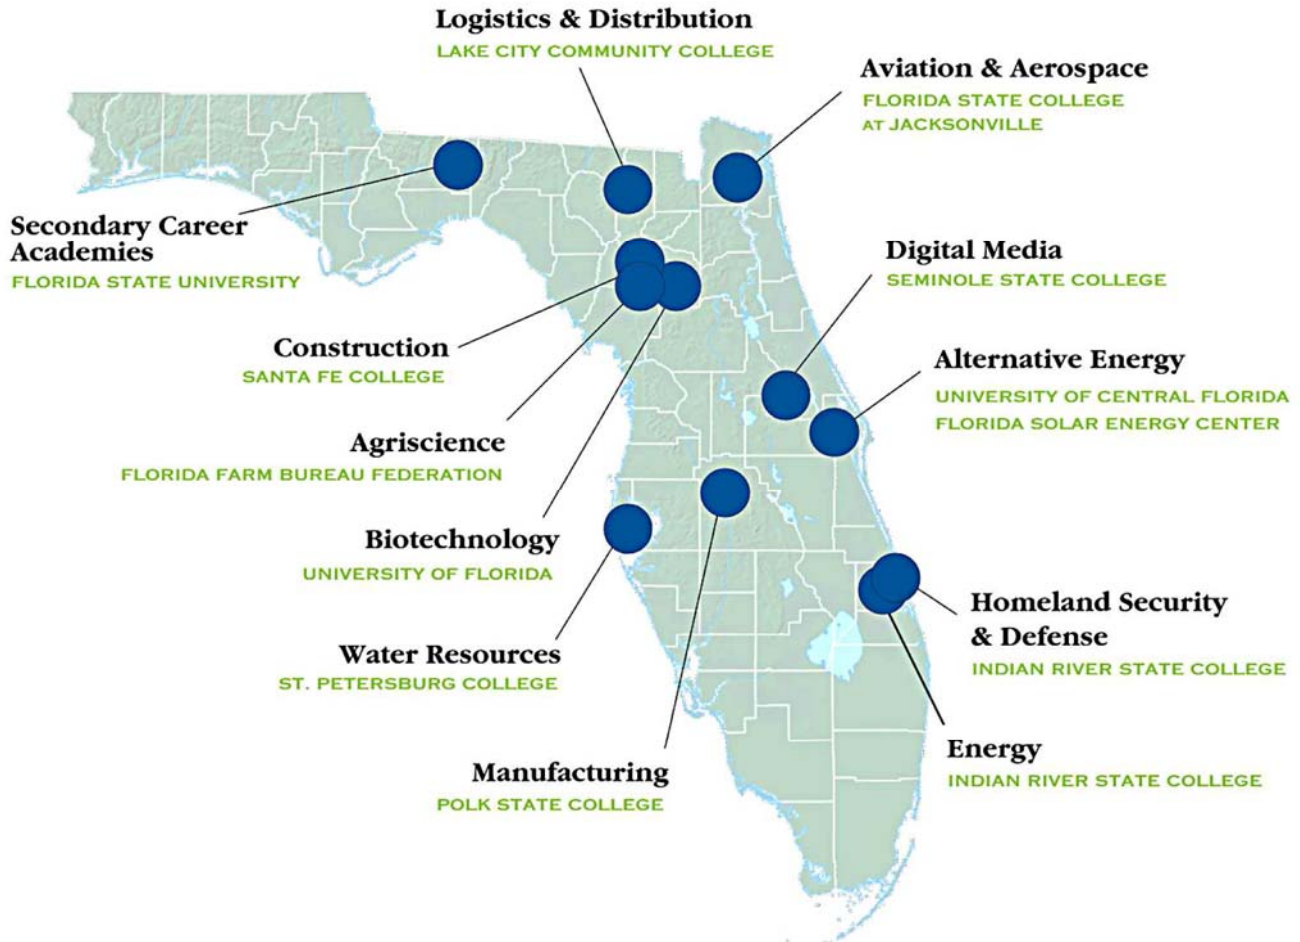 Logistics & Distribution
LAKE CITY COMMUNITY COLLEGE
Aviation & Aerospace
FLORIDA STATE COLLEGE
AT JACKSONVILLE
Secondary Career
Academies
FLORIDA STATE UNIVERSITY
Digital Media
SEMINOLE STATE COLLEGE
Construction
SANTA FE COLLEGE
Alternative Energy
UNIVERSITY OF CENTRAL FLORIDA
FLORIDA SOLAR ENERGY CENTER
Agriscience
FLORIDA FARM BUREAU FEDERATION
Biotechnology
UNIVERSITY OF FLORIDA
Homeland Security
& Defense
INDIAN RIVER STATE COLLEGE
Water Resources
ST. PETERSBURG COLLEGE
Energy
INDIAN RIVER STATE COLLEGE
Manufacturing
POLK STATE COLLEGE